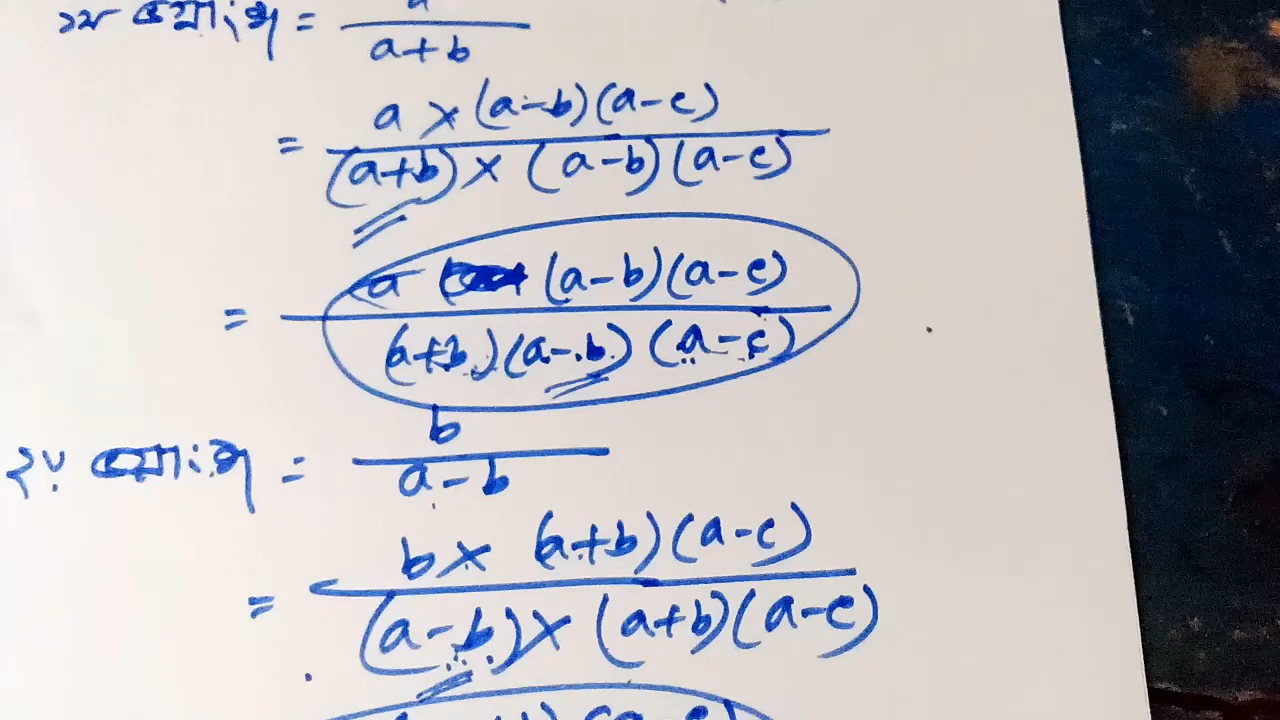 ১ম ভগ্নাংশ = a/(a+b)
= a×(a-b)(a-c)/(a+b)×(a-b)(a-c)
= a (a-b)(a-c)/(a+b)(a-b)(a-c)
২য় ভগ্নাংশ = b/(a-b)
= b×(a+b)(a-c)/(a-b)×(a+b)(a-c)